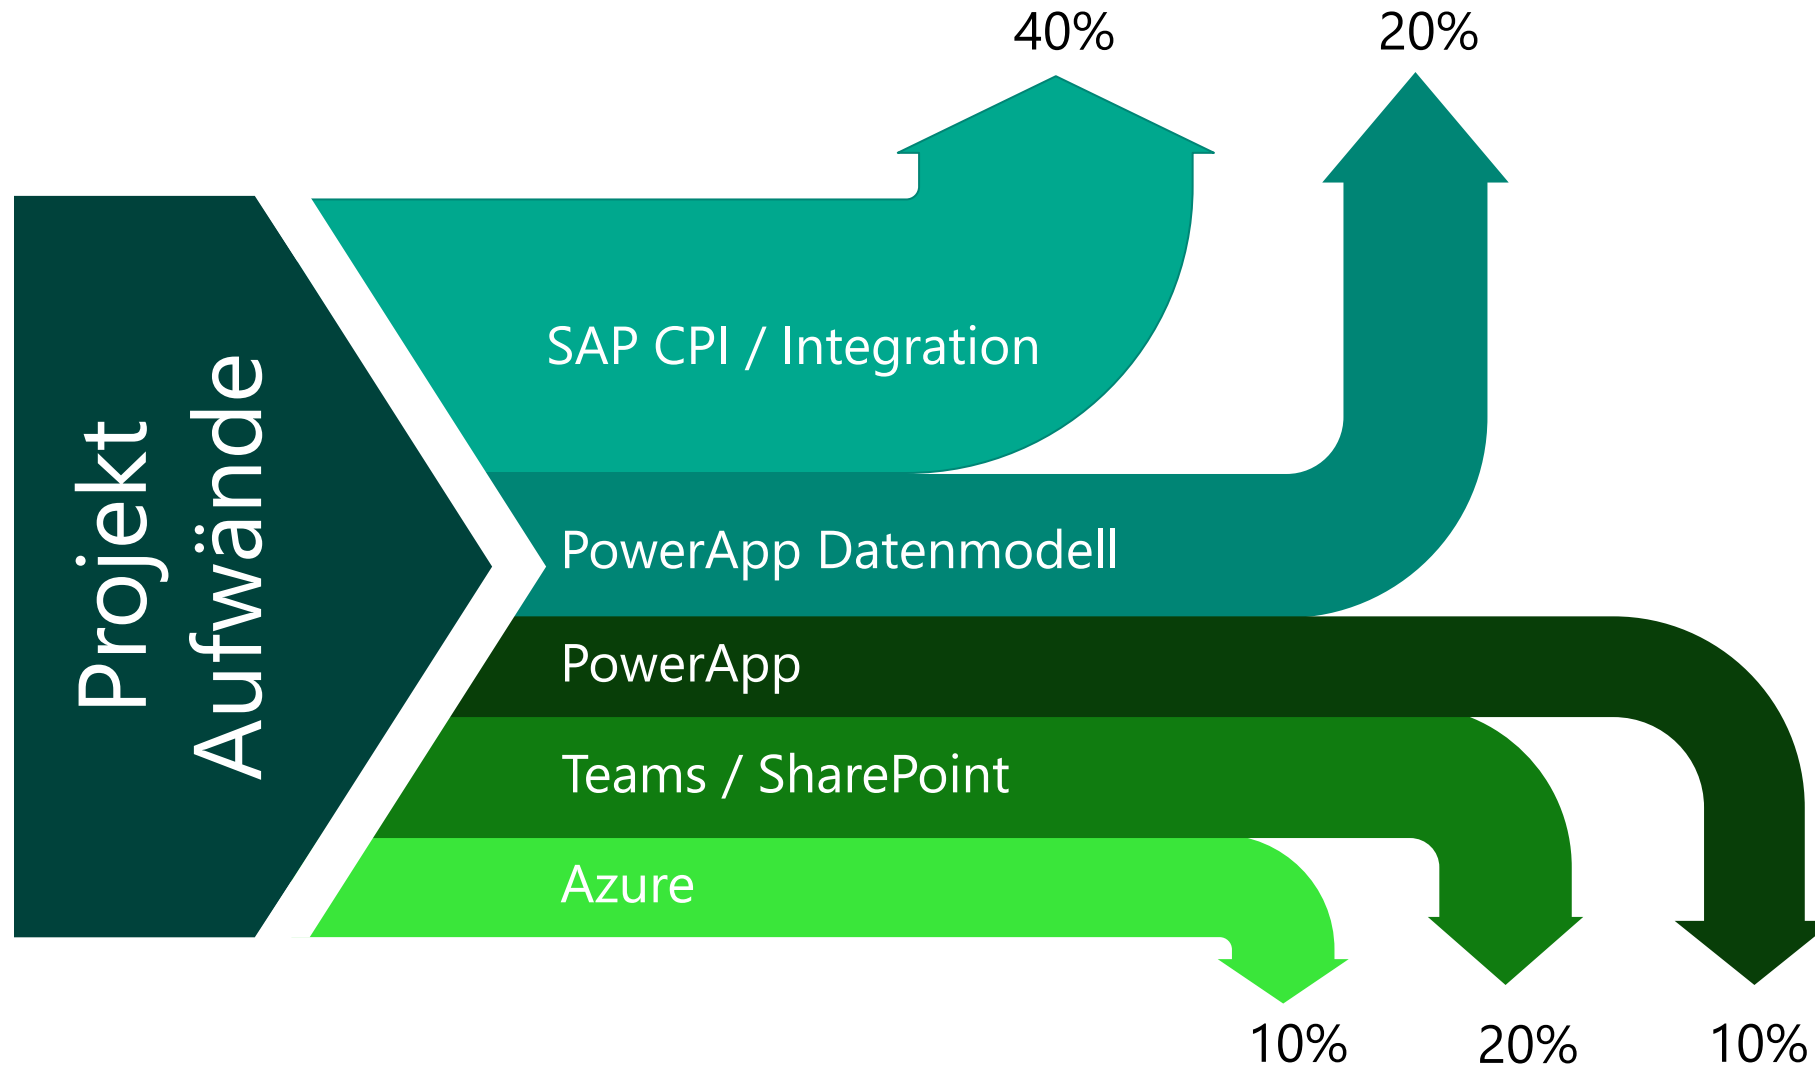 40%
20%
Projekt
Aufwände
SAP CPI / Integration
PowerApp Datenmodell
PowerApp
Teams / SharePoint
Azure
10%
20%
10%